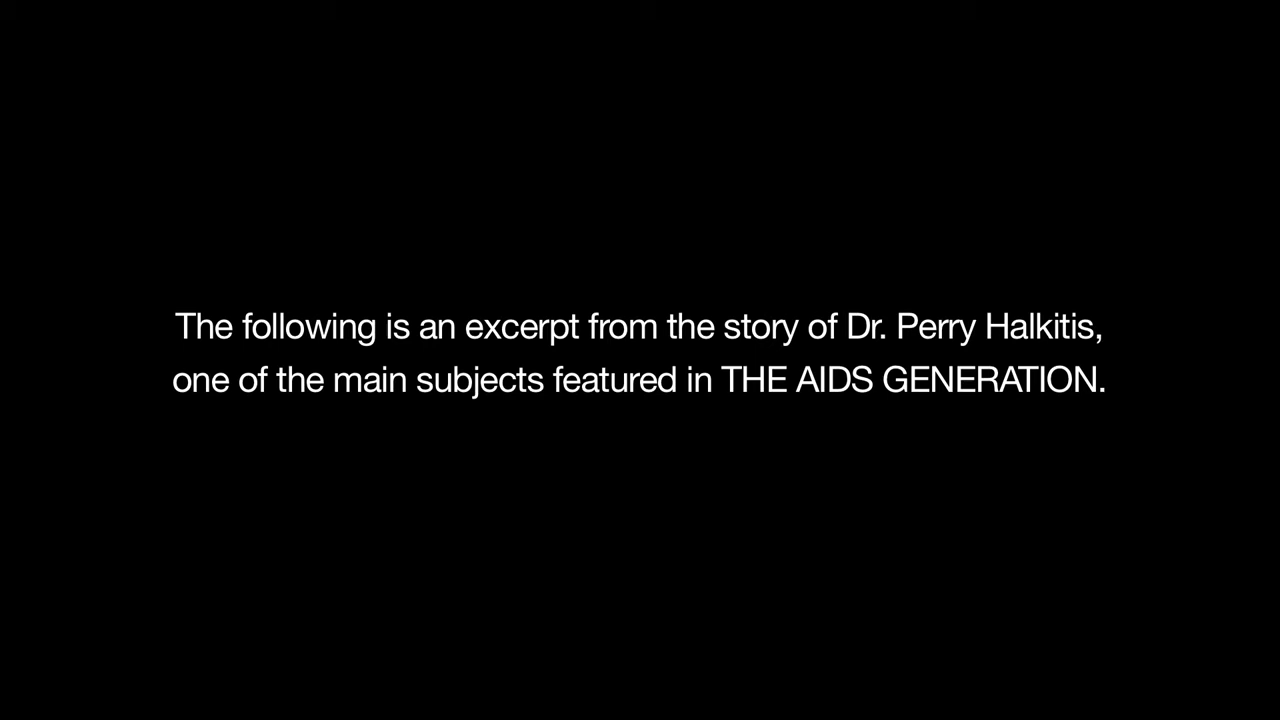 The following is an excerpt from the story of Dr. Perry Halkitis,
one of the main subjects featured in THE AIDS GENERATION.